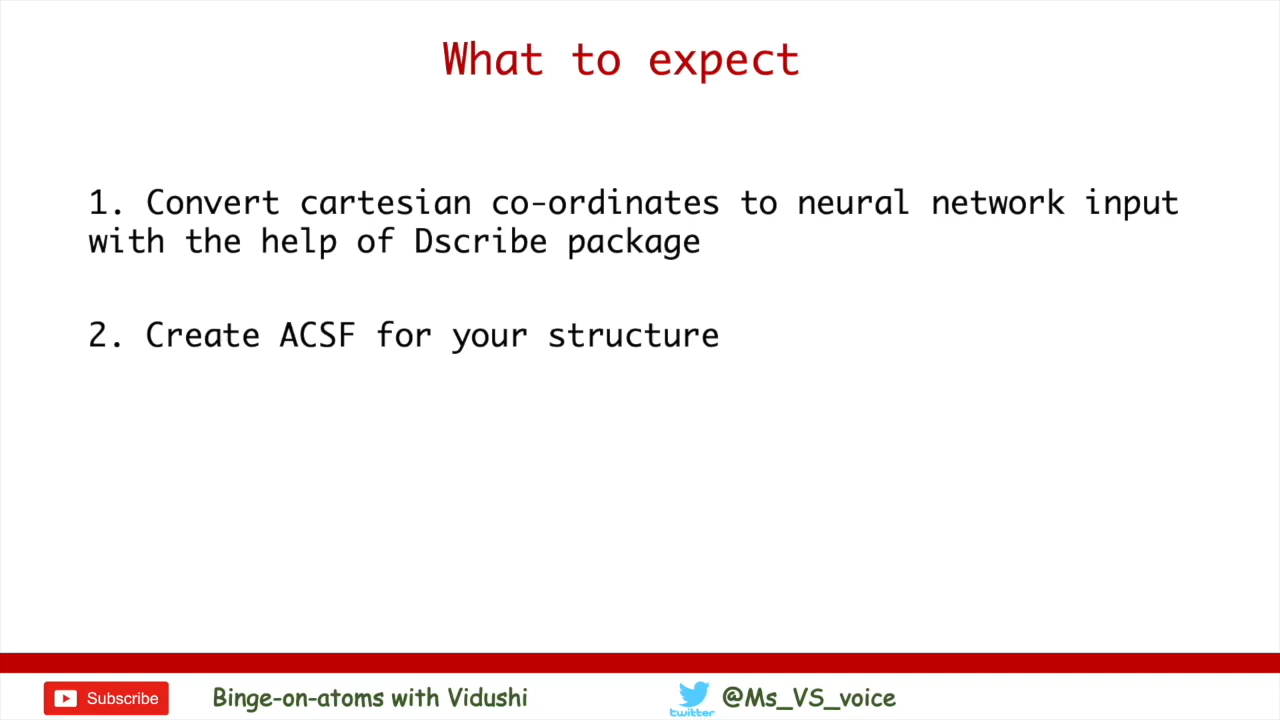 What to expect
1. Convert cartesian co-ordinates to neural network input
with the help of Dscribe package
2. Create ACSF for your structure
Subscribe
Binge-on-atoms with Vidushi
twitter
@Ms_VS_voice